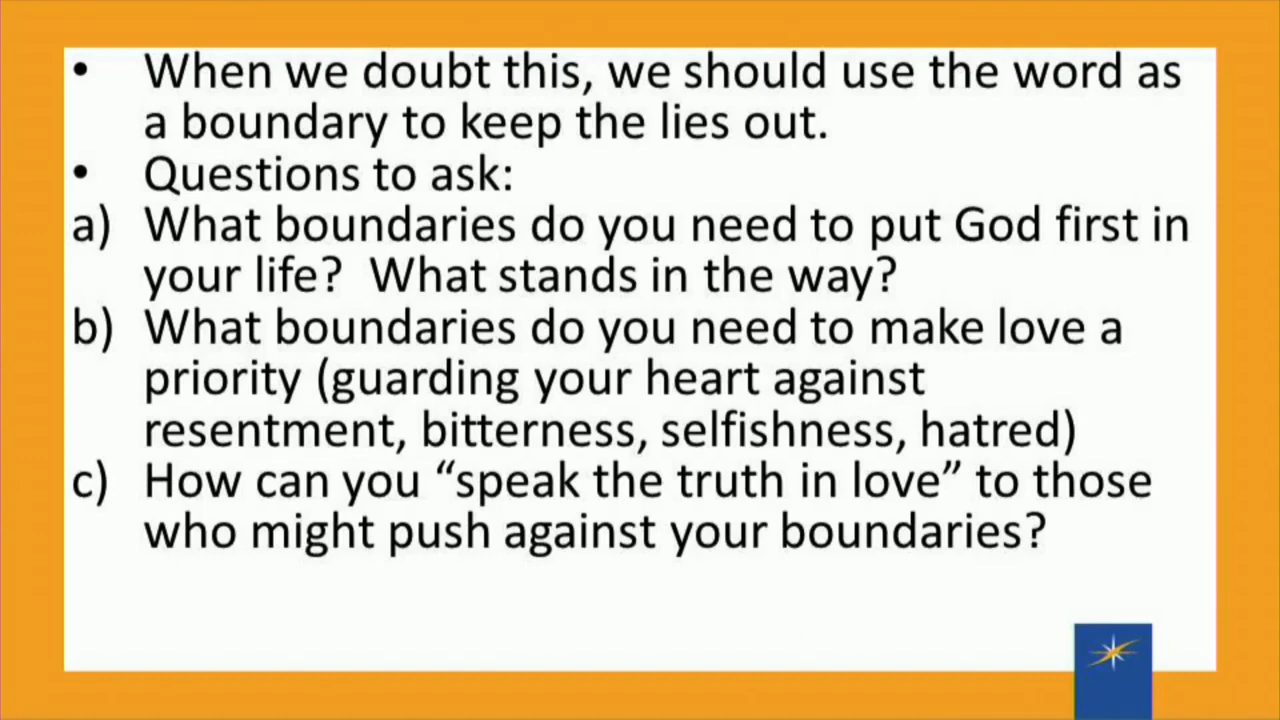 • When we doubt this, we should use the word as
a boundary to keep the lies out.
• Questions to ask:
a) What boundaries do you need to put God first in
your life?  What stands in the way?
b) What boundaries do you need to make love a
priority (guarding your heart against
resentment, bitterness, selfishness, hatred)
c) How can you “speak the truth in love” to those
who might push against your boundaries?